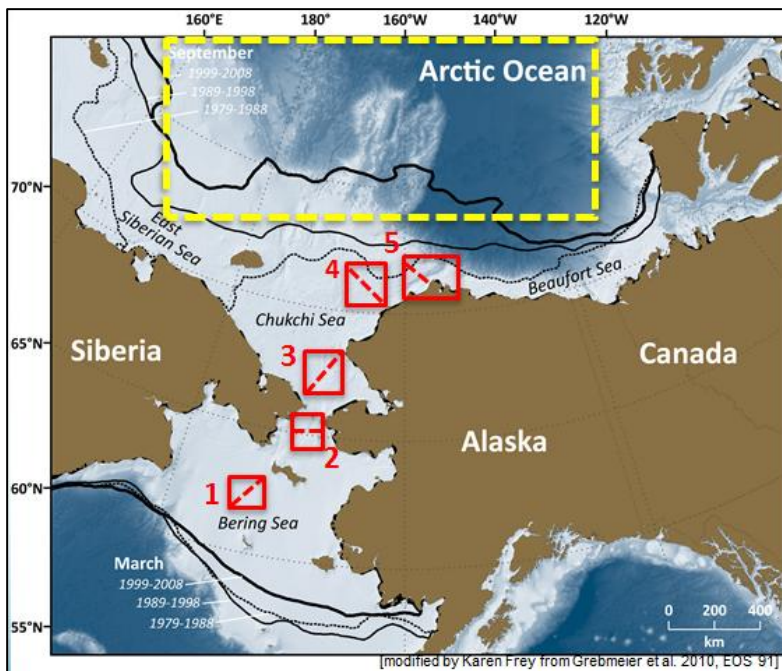 160°E 180° 160°W 140°W 120°W
September
1999-2008
1989-1998
1979-1988
Arctic Ocean
70°N
East
Siberian Sea
4
5
Beaufort Sea
Chukchi Sea
65°N
Siberia
3
Canada
Alaska
2
60°N
1
Bering Sea
March
1999-2008
1989-1998
1979-1988
55°N
0 200 400
km
[modified by Karen Frey from Grebmeier et al. 2010, EOS 91]